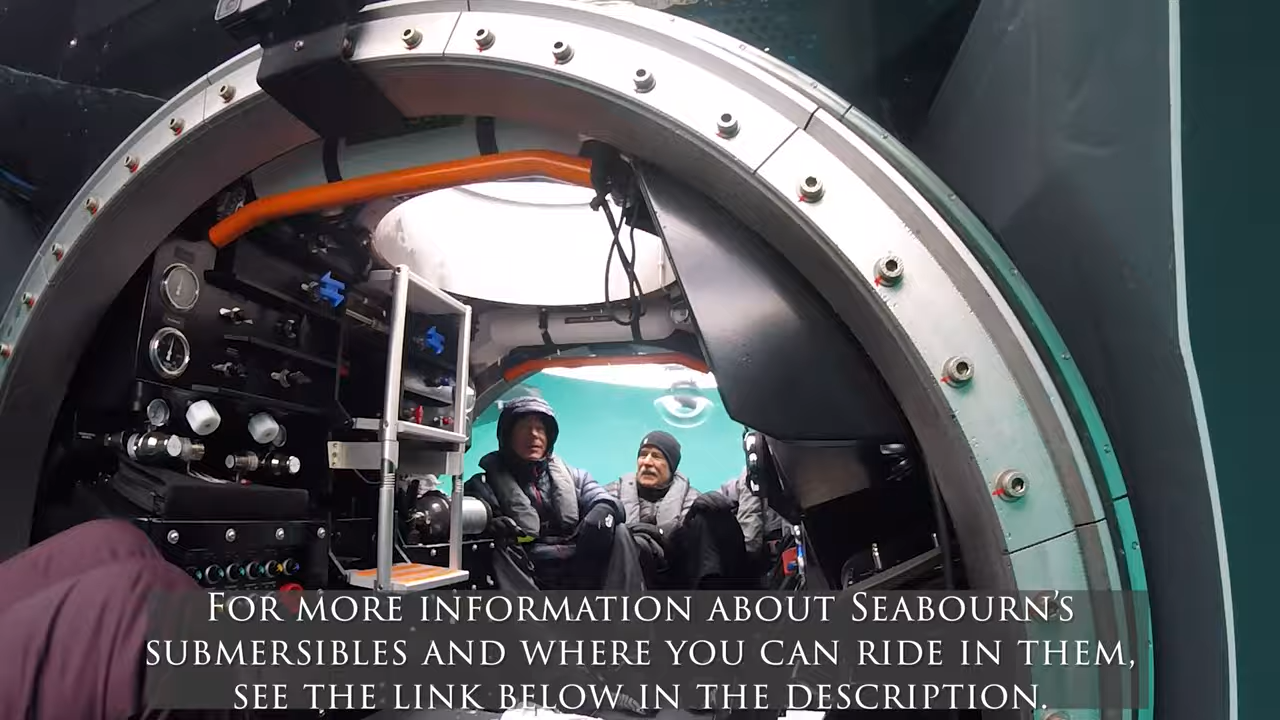 For more information about Seabourn's
submersibles and where you can ride in them,
see the link below in the description.